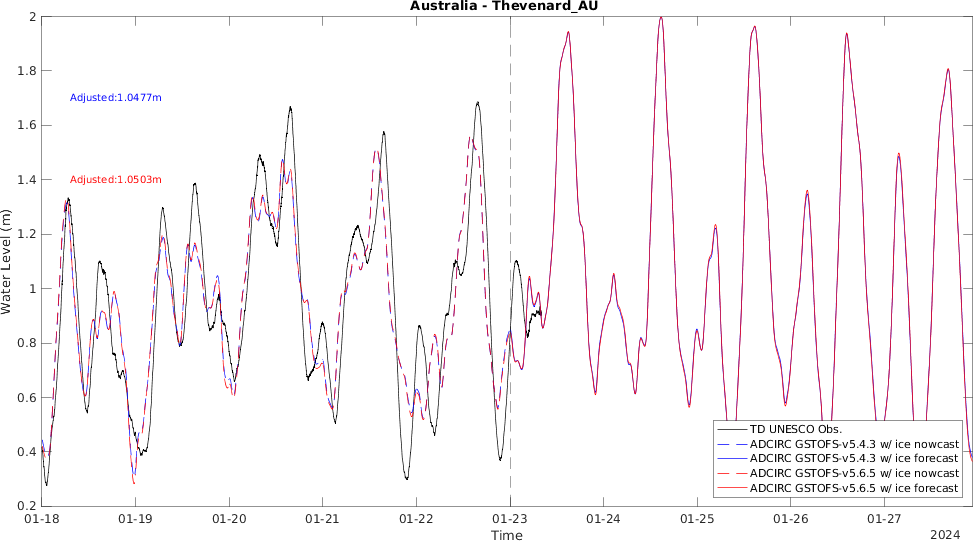 Australia - Thevenard_AU
2
1.8
1.6
1.4
1.2
1
0.8
0.6
0.4
0.2
Water Level (m)
Adjusted:1.0477m
Adjusted:1.0503m
TD UNESCO Obs.
ADCIRC GSTOFS-v5.4.3 w/ ice nowcast
ADCIRC GSTOFS-v5.4.3 w/ ice forecast
ADCIRC GSTOFS-v5.6.5 w/ ice nowcast
ADCIRC GSTOFS-v5.6.5 w/ ice forecast
01-18 01-19 01-20 01-21 01-22 01-23 01-24 01-25 01-26 01-27
Time
2024